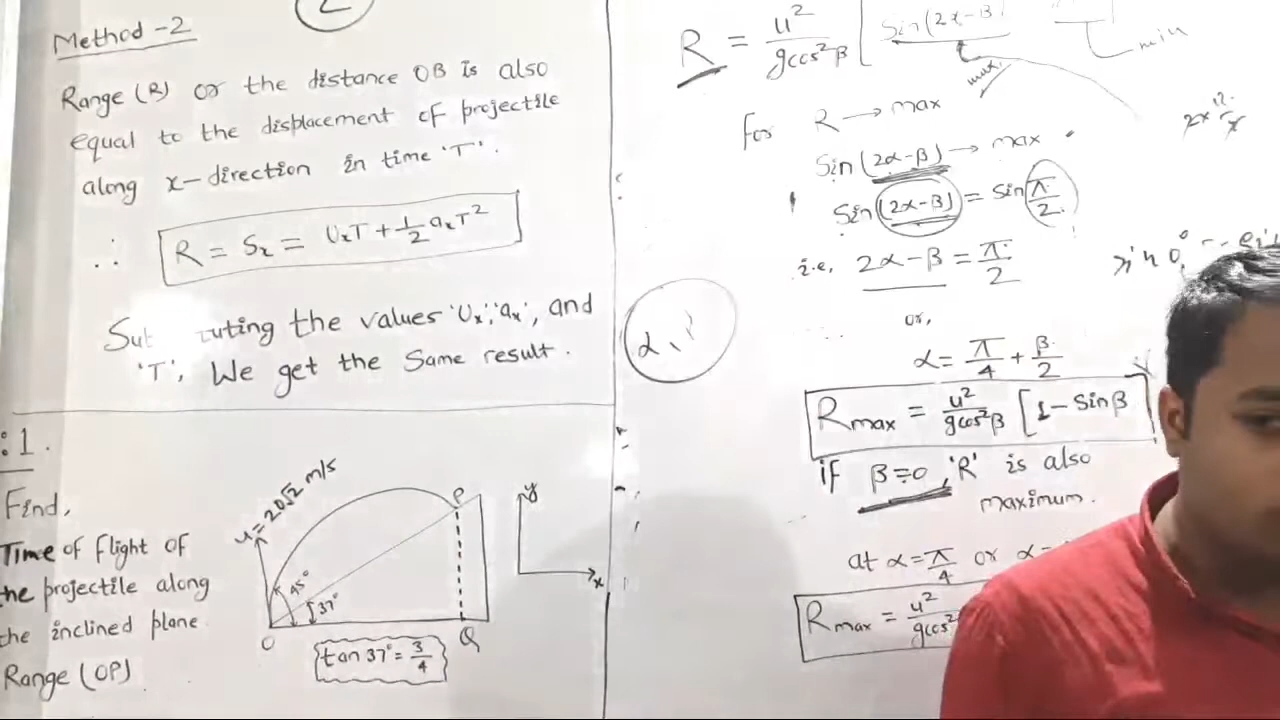 Method -2
Range (R) or the distance OB is also
equal to the displacement of projectile
along x-direction in time 'T'.
∴ R = Sx = UxT + 1/2 axT²
the values 'Ux', 'ax', and
'T', We get the Same result.
:1.
Find,
Time of flight of
the projectile along
the inclined plane
Range (OP)
u = 20√2 m/s
45°
37°
O
P
Q
y
x
tan 37° = 3/4
R = u²/gcos²β [ Sin(2α-β)
max.
min
for R → max
Sin (2α-β) → max
Sin (2α-β) = Sin π/2
i.e, 2α-β = π/2
or,
α = π/4 + β/2
Rmax = u²/gcos²β [1 - Sinβ
if β=0, 'R' is also
maximum.
at α = π/4 or α
Rmax = u²/gcos²